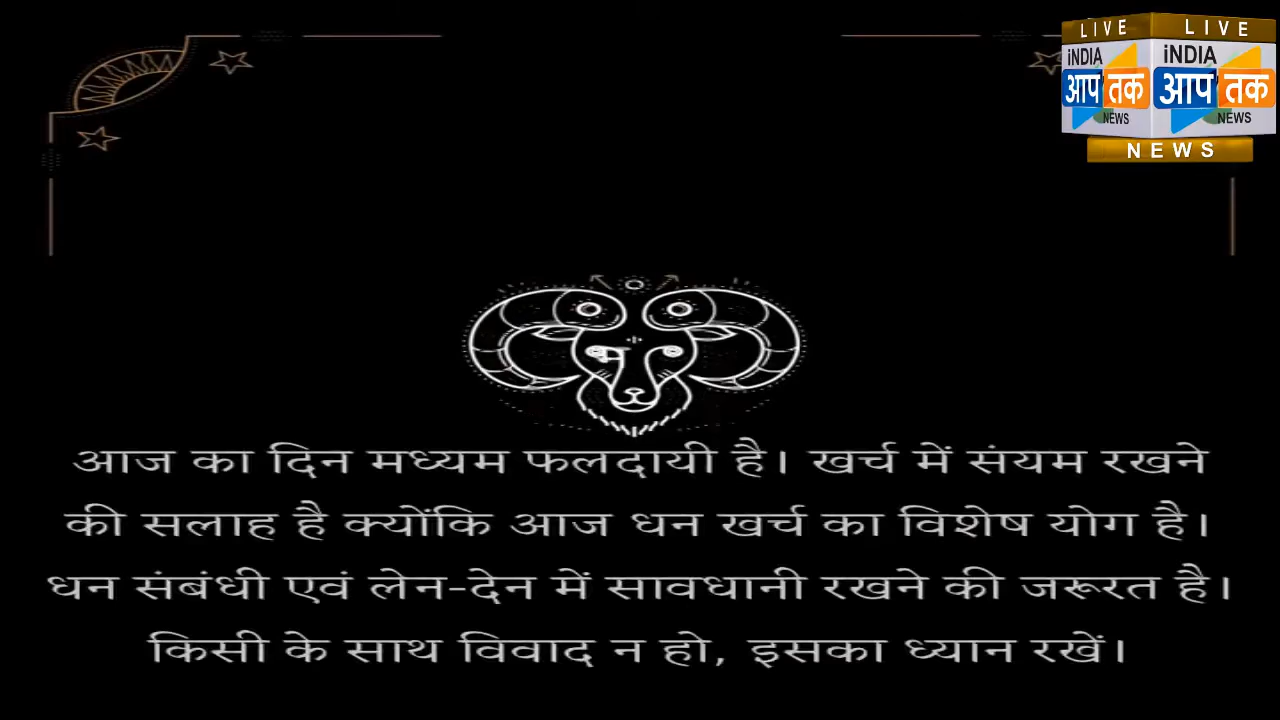 LIVE LIVE
iNDIA iNDIA
आप तक आप तक
NEWS NEWS
NEWS
आज का दिन मध्यम फलदायी है। खर्च में संयम रखने
की सलाह है क्योंकि आज धन खर्च का विशेष योग है।
धन संबंधी एवं लेन-देन में सावधानी रखने की जरूरत है।
किसी के साथ विवाद न हो, इसका ध्यान रखें।